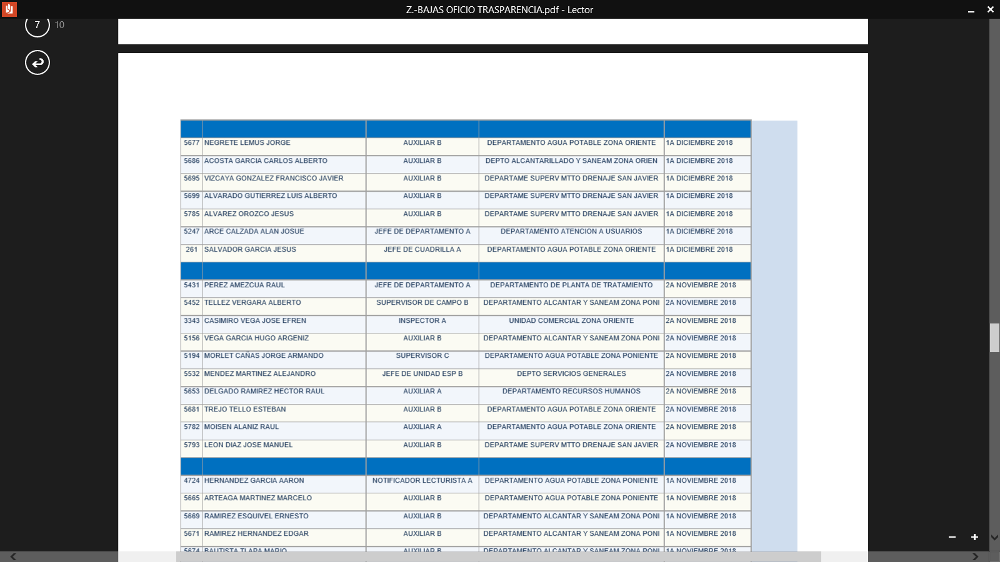 Z.-BAJAS OFICIO TRASPARENCIA.pdf - Lector
7 10
5677 NEGRETE LEMUS JORGE AUXILIAR B DEPARTAMENTO AGUA POTABLE ZONA ORIENTE 1A DICIEMBRE 2018
5686 ACOSTA GARCIA CARLOS ALBERTO AUXILIAR B DEPTO ALCANTARILLADO Y SANEAM ZONA ORIEN 1A DICIEMBRE 2018
5695 VIZCAYA GONZALEZ FRANCISCO JAVIER AUXILIAR B DEPARTAME SUPERV MTTO DRENAJE SAN JAVIER 1A DICIEMBRE 2018
5699 ALVARADO GUTIERREZ LUIS ALBERTO AUXILIAR B DEPARTAME SUPERV MTTO DRENAJE SAN JAVIER 1A DICIEMBRE 2018
5785 ALVAREZ OROZCO JESUS AUXILIAR B DEPARTAME SUPERV MTTO DRENAJE SAN JAVIER 1A DICIEMBRE 2018
5247 ARCE CALZADA ALAN JOSUE JEFE DE DEPARTAMENTO A DEPARTAMENTO ATENCION A USUARIOS 1A DICIEMBRE 2018
261 SALVADOR GARCIA JESUS JEFE DE CUADRILLA A DEPARTAMENTO AGUA POTABLE ZONA ORIENTE 1A DICIEMBRE 2018
5431 PEREZ AMEZCUA RAUL JEFE DE DEPARTAMENTO A DEPARTAMENTO DE PLANTA DE TRATAMIENTO 2A NOVIEMBRE 2018
5452 TELLEZ VERGARA ALBERTO SUPERVISOR DE CAMPO B DEPARTAMENTO ALCANTAR Y SANEAM ZONA PONI 2A NOVIEMBRE 2018
3343 CASIMIRO VEGA JOSE EFREN INSPECTOR A UNIDAD COMERCIAL ZONA ORIENTE 2A NOVIEMBRE 2018
5156 VEGA GARCIA HUGO ARGENIZ AUXILIAR B DEPARTAMENTO ALCANTAR Y SANEAM ZONA PONI 2A NOVIEMBRE 2018
5194 MORLET CAÑAS JORGE ARMANDO SUPERVISOR C DEPARTAMENTO AGUA POTABLE ZONA PONIENTE 2A NOVIEMBRE 2018
5532 MENDEZ MARTINEZ ALEJANDRO JEFE DE UNIDAD ESP B DEPTO SERVICIOS GENERALES 2A NOVIEMBRE 2018
5653 DELGADO RAMIREZ HECTOR RAUL AUXILIAR A DEPARTAMENTO RECURSOS HUMANOS 2A NOVIEMBRE 2018
5681 TREJO TELLO ESTEBAN AUXILIAR B DEPARTAMENTO AGUA POTABLE ZONA ORIENTE 2A NOVIEMBRE 2018
5782 MOISEN ALANIZ RAUL AUXILIAR A DEPARTAMENTO AGUA POTABLE ZONA ORIENTE 2A NOVIEMBRE 2018
5793 LEON DIAZ JOSE MANUEL AUXILIAR B DEPARTAME SUPERV MTTO DRENAJE SAN JAVIER 2A NOVIEMBRE 2018
4724 HERNANDEZ GARCIA AARON NOTIFICADOR LECTURISTA A DEPARTAMENTO AGUA POTABLE ZONA PONIENTE 1A NOVIEMBRE 2018
5665 ARTEAGA MARTINEZ MARCELO AUXILIAR B DEPARTAMENTO AGUA POTABLE ZONA PONIENTE 1A NOVIEMBRE 2018
5669 RAMIREZ ESQUIVEL ERNESTO AUXILIAR B DEPARTAMENTO ALCANTAR Y SANEAM ZONA PONI 1A NOVIEMBRE 2018
5671 RAMIREZ HERNANDEZ EDGAR AUXILIAR B DEPARTAMENTO ALCANTAR Y SANEAM ZONA PONI 1A NOVIEMBRE 2018
5674 BAUTISTA TLAPA MARIO AUXILIAR B DEPARTAMENTO ALCANTAR Y SANEAM ZONA PONI 1A NOVIEMBRE 2018